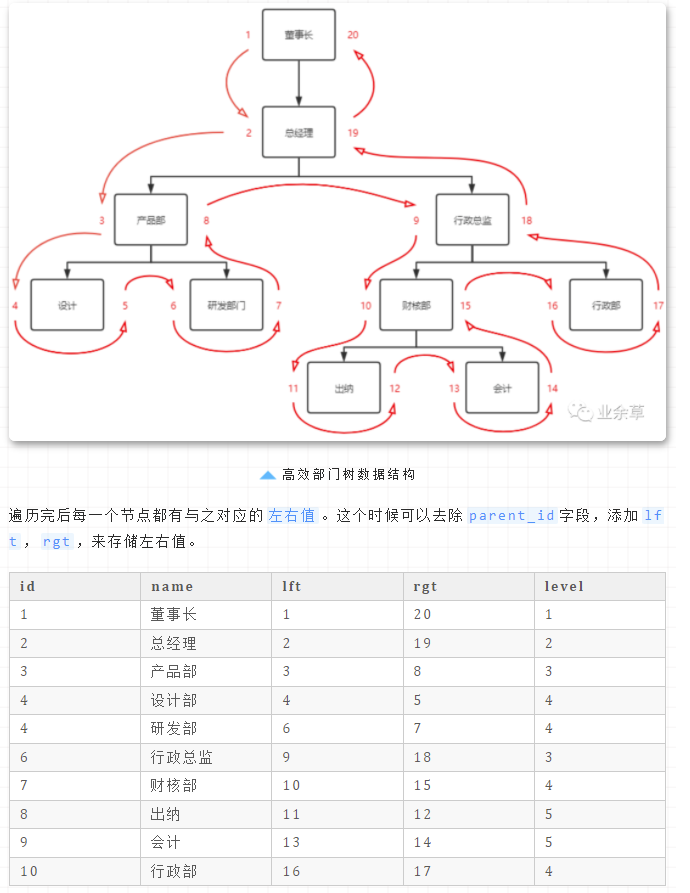 1 董事长 20
2 总经理 19
3 产品部 8 9 行政总监 18
4 设计 5 6 研发部门 7 10 财核部 15 16 行政部 17
11 出纳 12 13 会计 14
业余草
高效部门树数据结构
遍历完后每一个节点都有与之对应的 左右值 。这个时候可以去除 parent_id 字段，添加 lf
t ， rgt ，来存储左右值。
id name lft rgt level
1 董事长 1 20 1
2 总经理 2 19 2
3 产品部 3 8 3
4 设计部 4 5 4
4 研发部 6 7 4
6 行政总监 9 18 3
7 财核部 10 15 4
8 出纳 11 12 5
9 会计 13 14 5
10 行政部 16 17 4